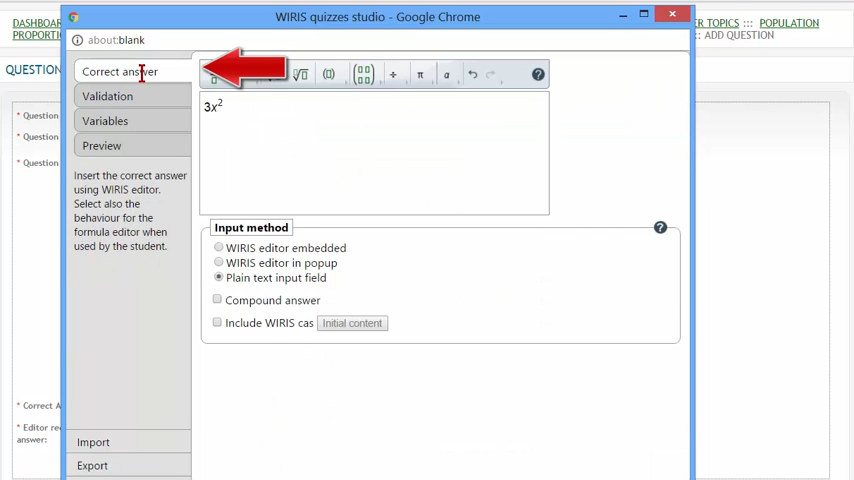 WIRIS quizzes studio - Google Chrome
about:blank
DASHBOAR
PROPORTIO
ER TOPICS ::: POPULATION
:: ADD QUESTION
QUESTION
* Question
* Question
* Question
* Correct A
* Editor re
answer:
Correct answer
Validation
Variables
Preview
Insert the correct answer
using WIRIS editor.
Select also the
behaviour for the
formula editor when
used by the student.
Import
Export
÷ π α ?
3x²
Input method ?
WIRIS editor embedded
WIRIS editor in popup
Plain text input field
Compound answer
Include WIRIS cas Initial content